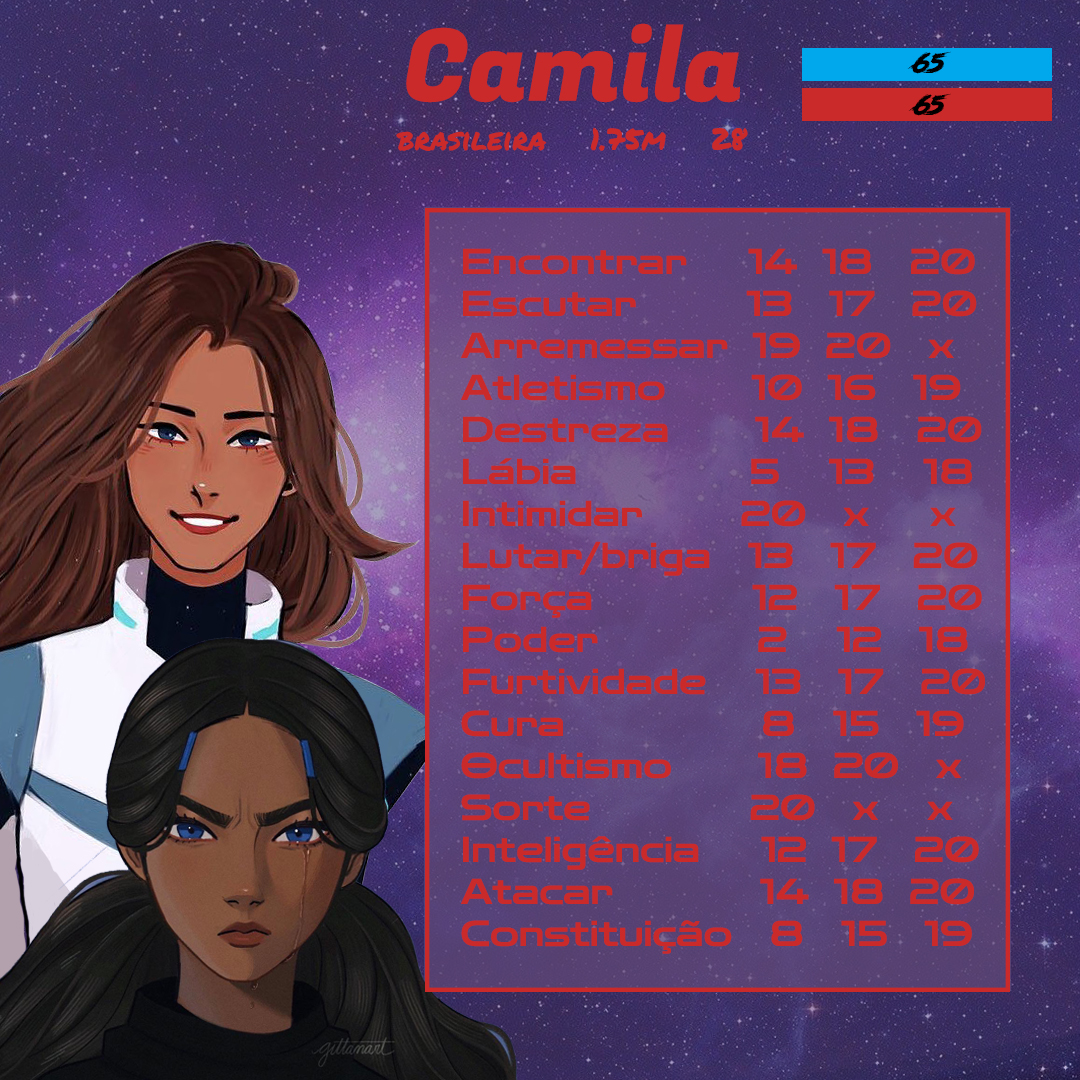 Camila
BRASILEIRA 1.75M 28
65
65
Encontrar 14 18 20
Escutar 13 17 20
Arremessar 19 20 x
Atletismo 10 16 19
Destreza 14 18 20
Lábia 5 13 18
Intimidar 20 x x
Lutar/briga 13 17 20
Força 12 17 20
Poder 2 12 18
Furtividade 13 17 20
Cura 8 15 19
Ocultismo 18 20 x
Sorte 20 x x
Inteligência 12 17 20
Atacar 14 18 20
Constituição 8 15 19
gittanart